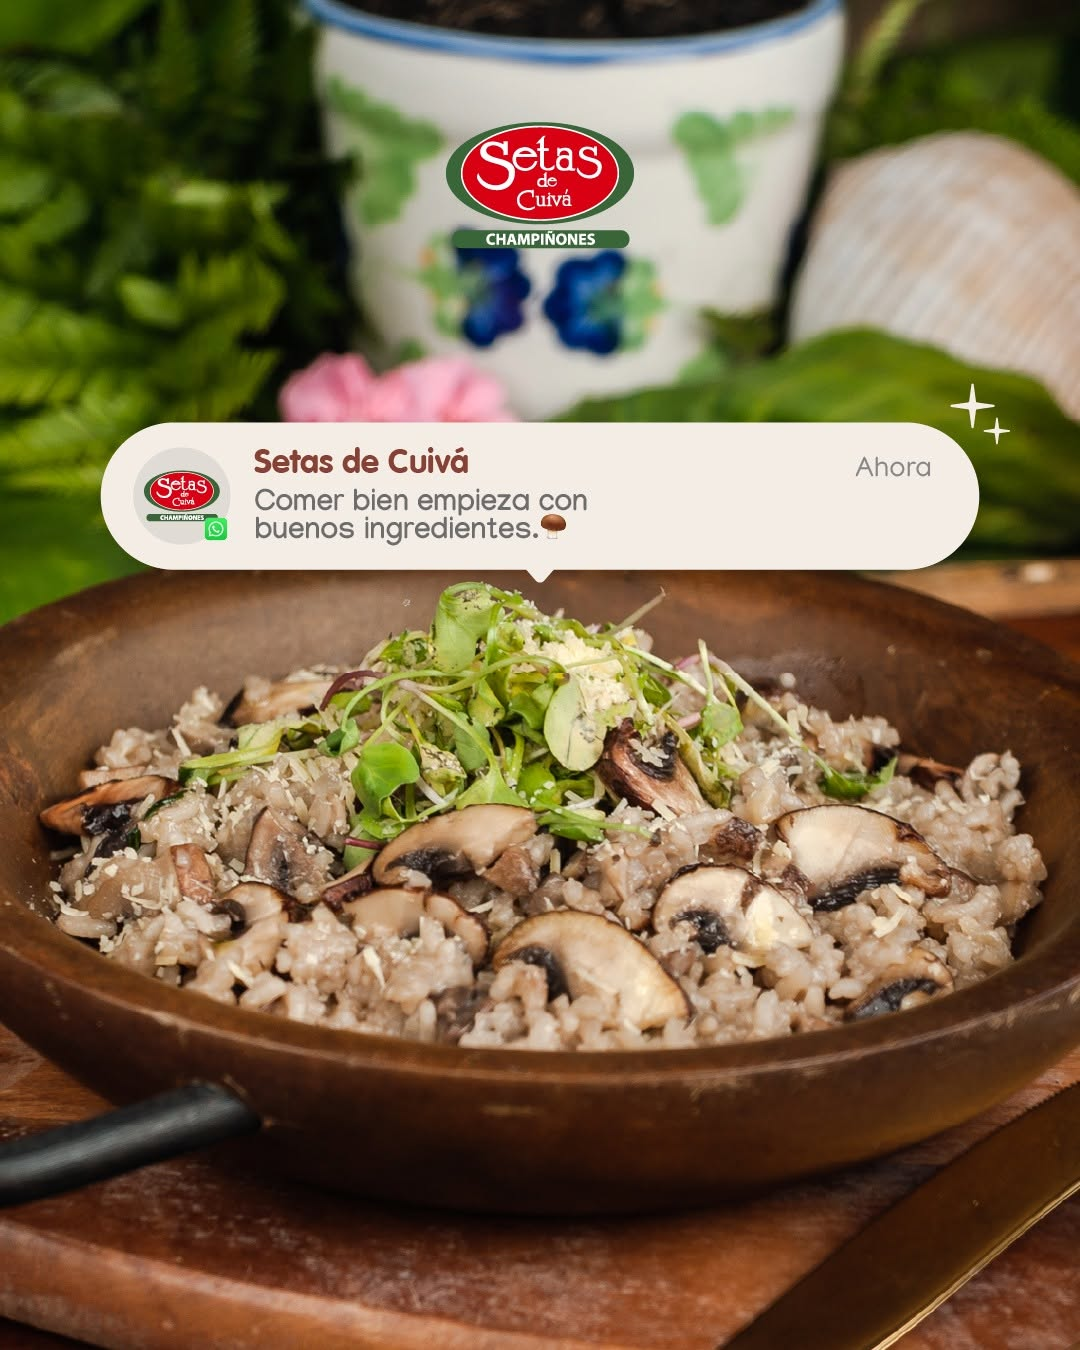 Setas
de
Cuivá
CHAMPIÑONES
Setas de Cuivá
Ahora
Comer bien empieza con
buenos ingredientes.🍄
Setas
de
Cuivá
CHAMPIÑONES